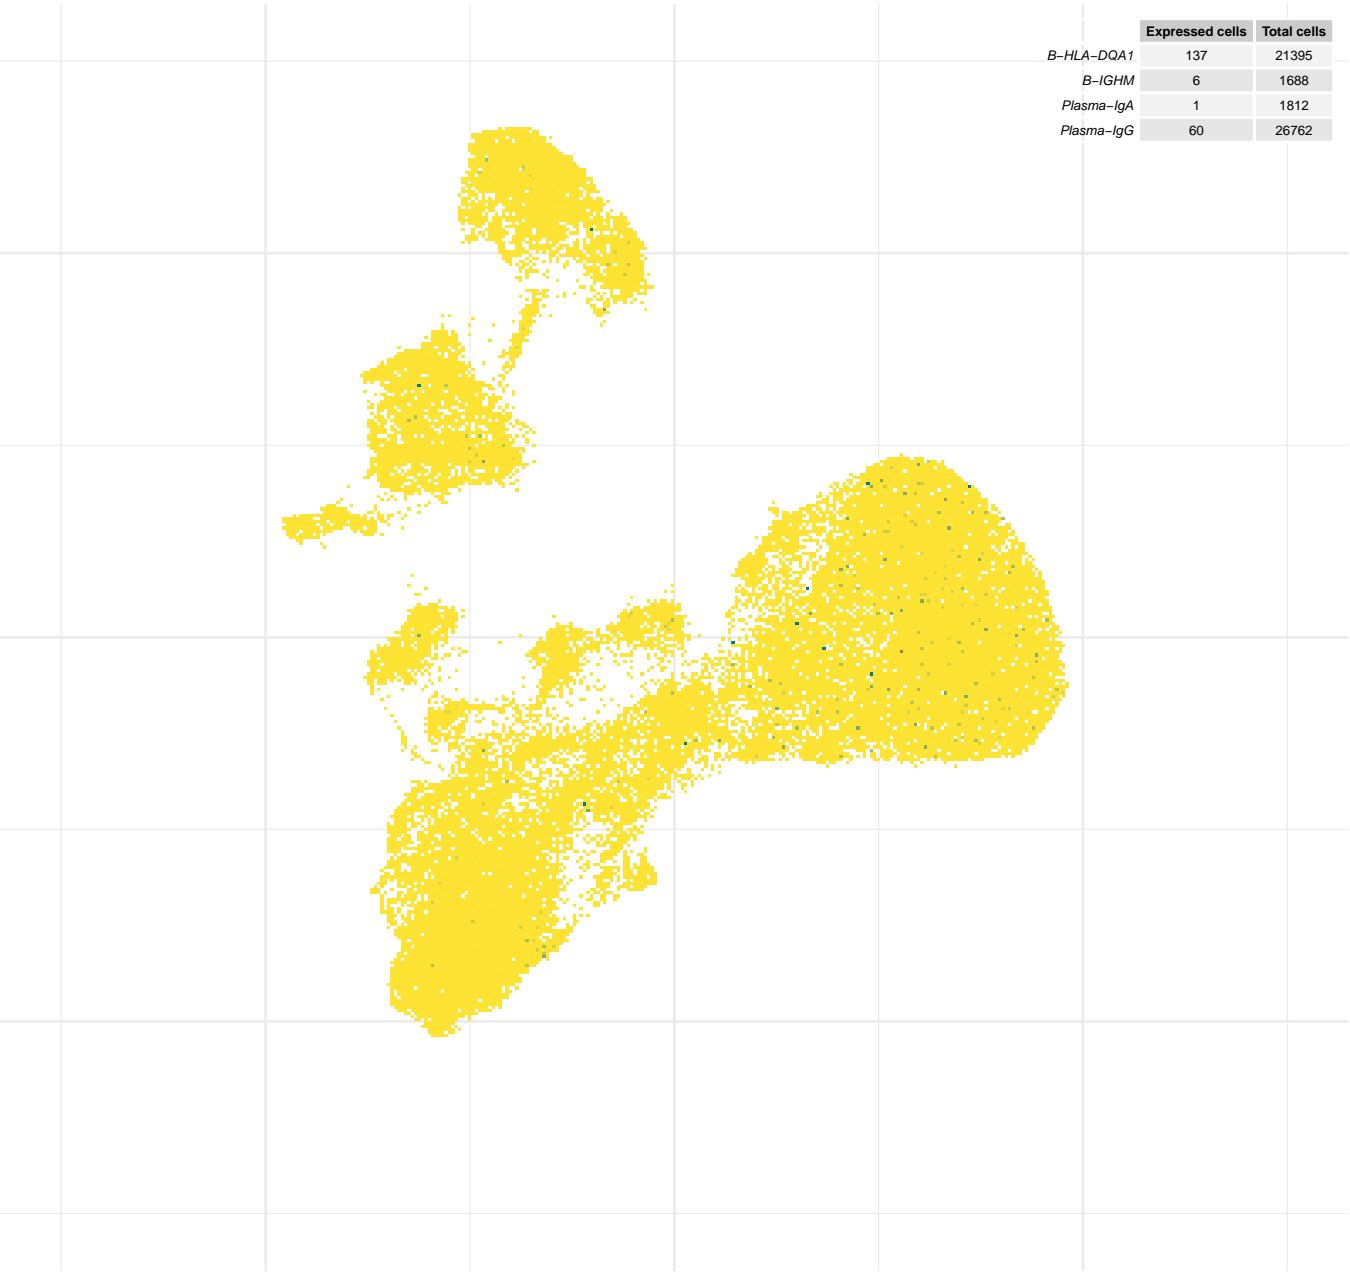 Expressed cells Total cells
B−HLA−DQA1 137 21395
B−IGHM 6 1688
Plasma−IgA 1 1812
Plasma−IgG 60 26762